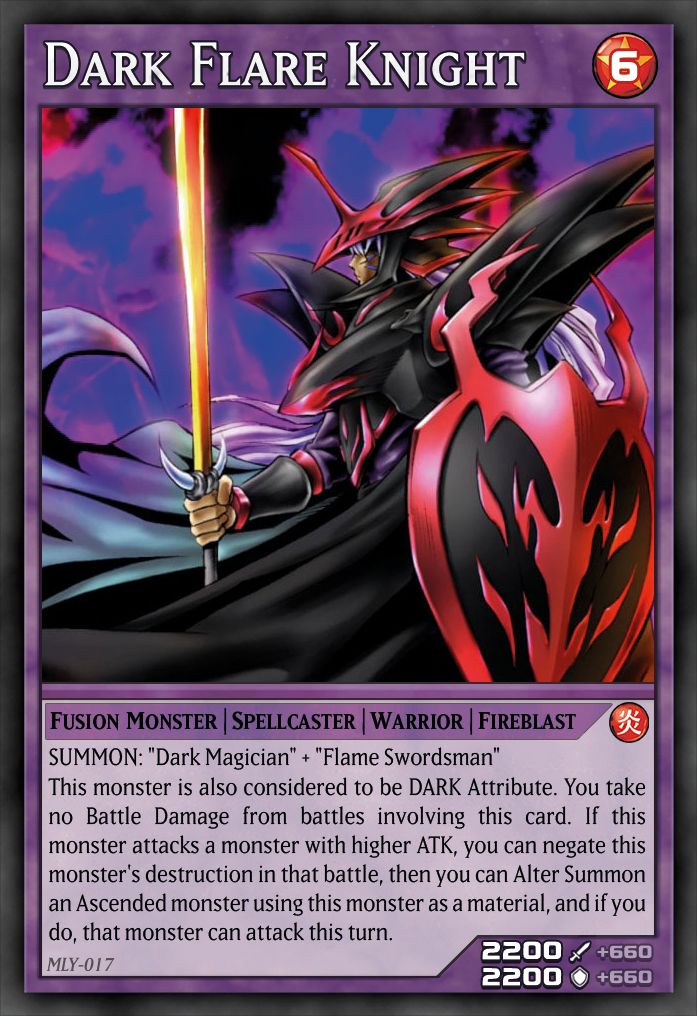 Dark Flare Knight
6
Fusion Monster | Spellcaster | Warrior | Fireblast
炎
SUMMON: "Dark Magician" + "Flame Swordsman"
This monster is also considered to be DARK Attribute. You take
no Battle Damage from battles involving this card. If this
monster attacks a monster with higher ATK, you can negate this
monster's destruction in that battle, then you can Alter Summon
an Ascended monster using this monster as a material, and if you
do, that monster can attack this turn.
MLY-017
2200 +660
2200 +660